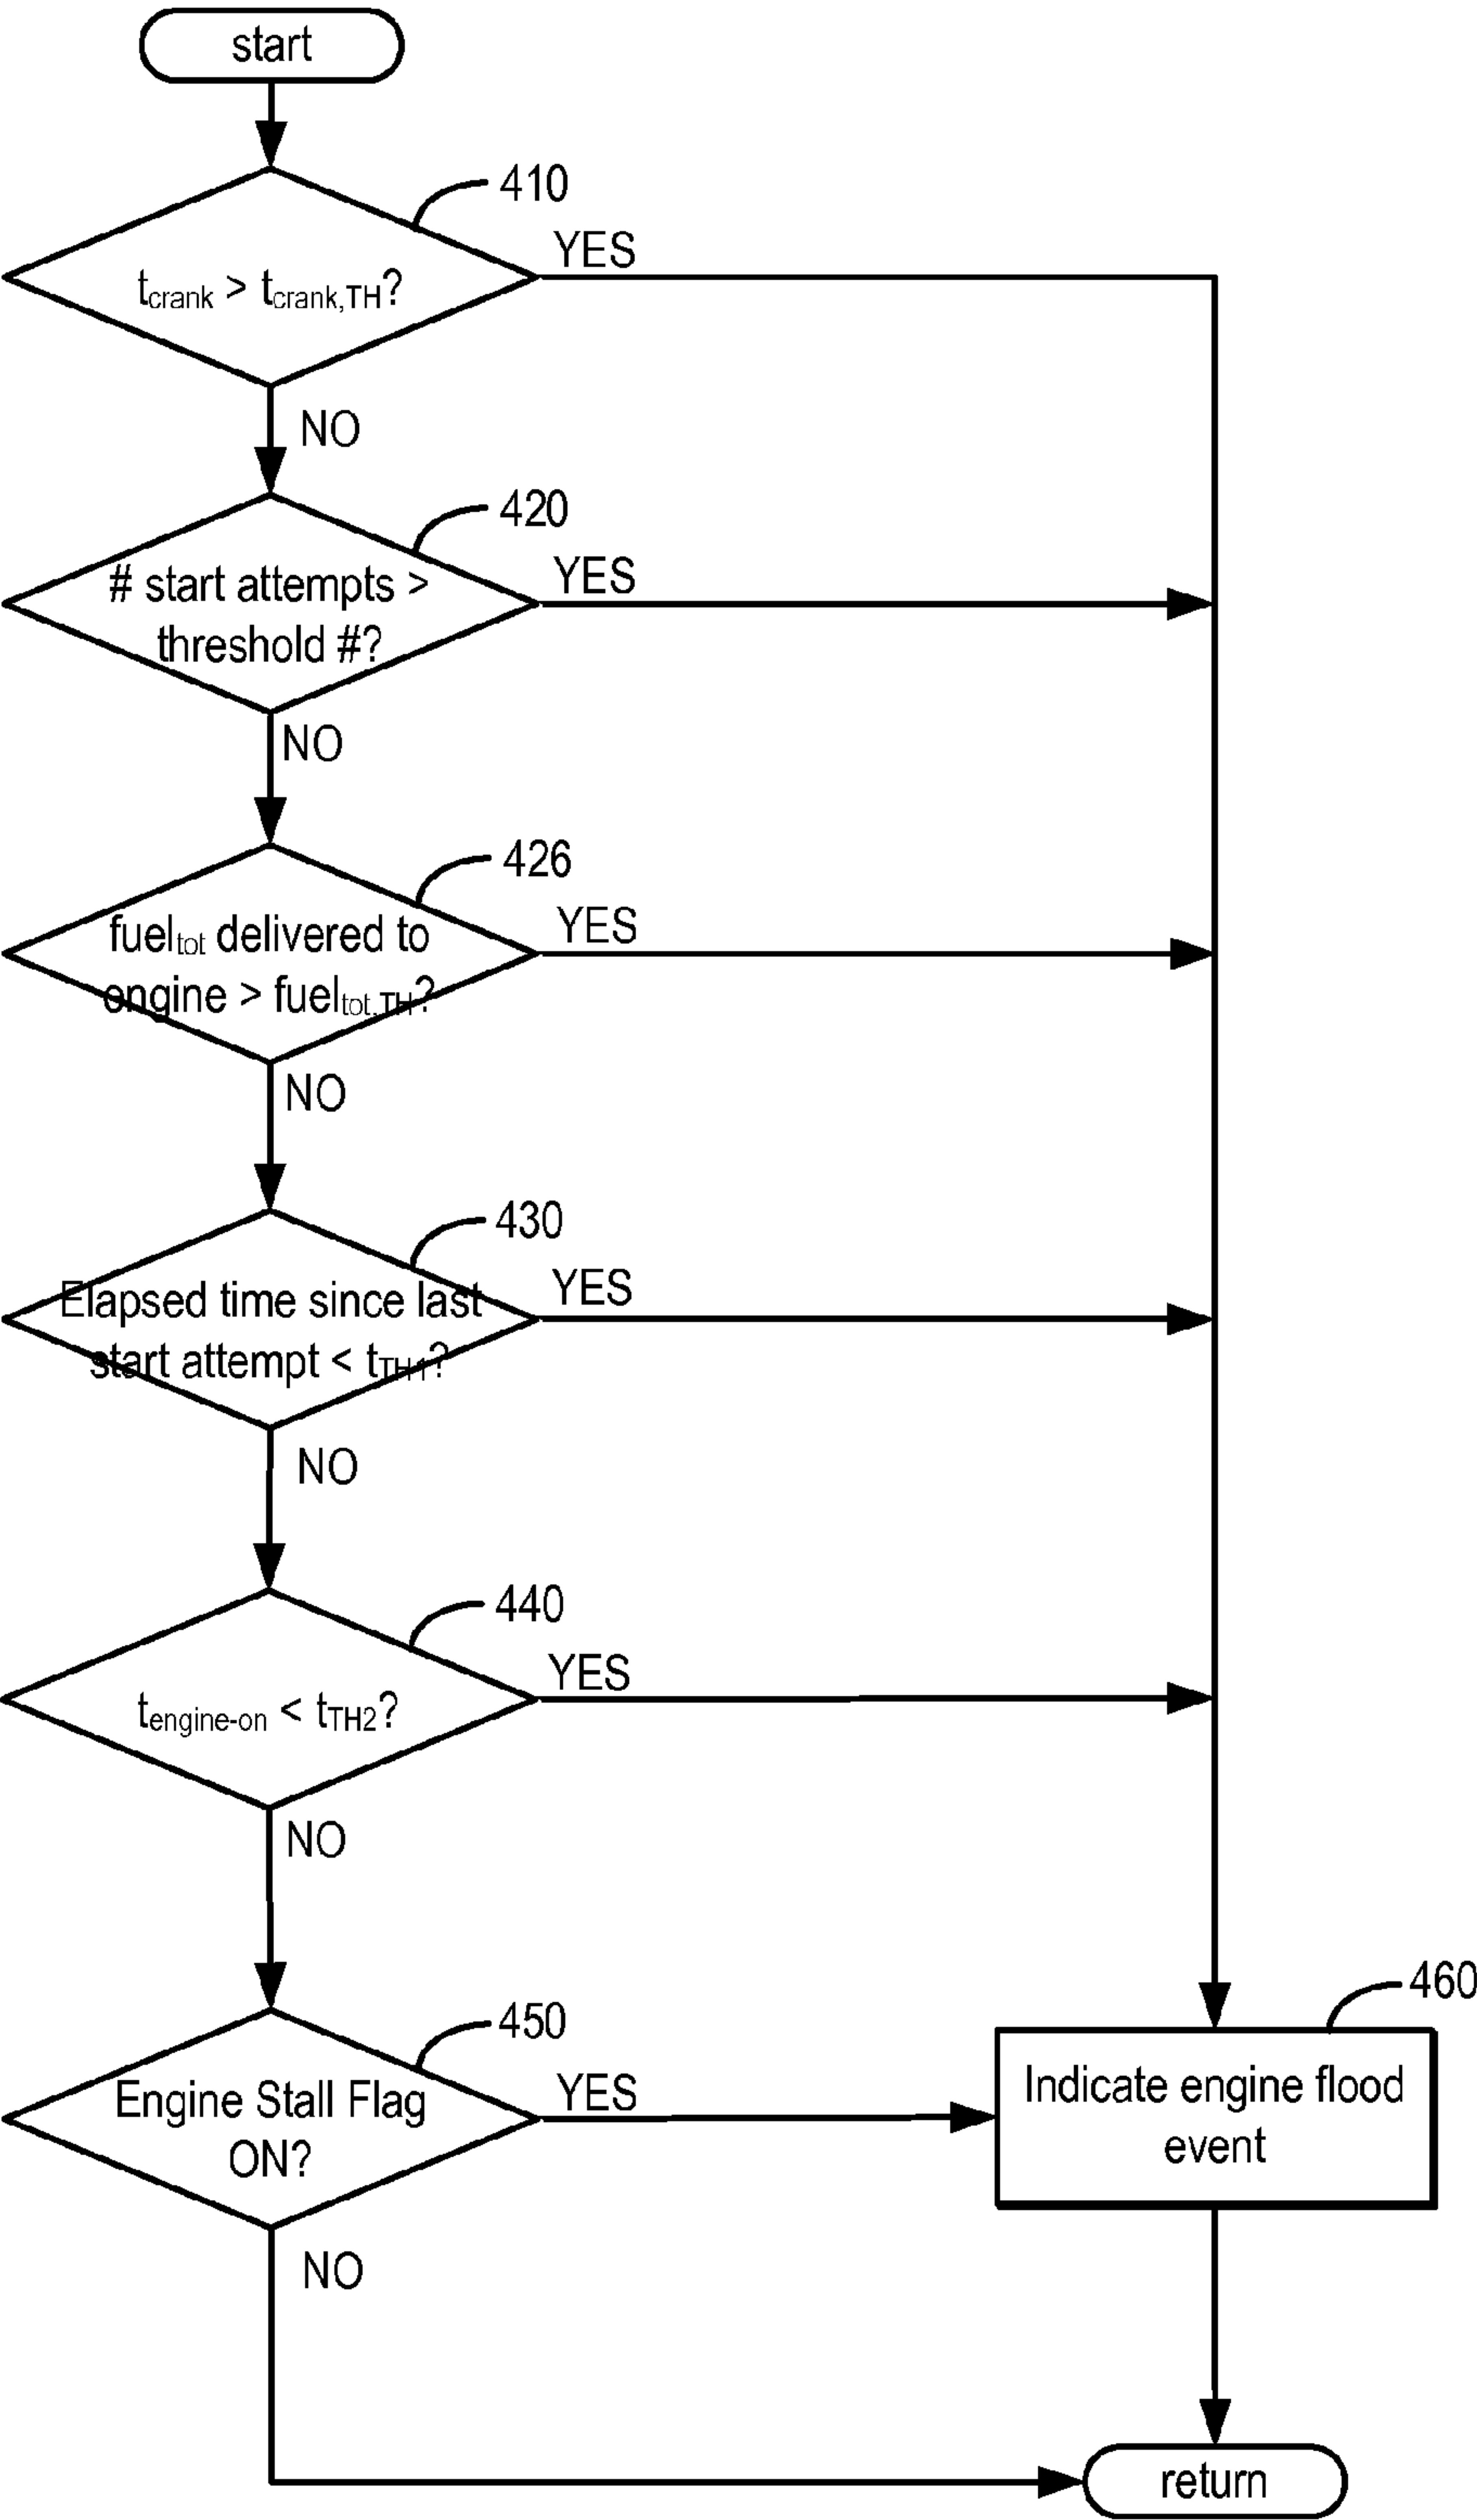 start
410
YES
tcrank > tcrank,TH?
NO
420
YES
# start attempts >
threshold #?
NO
426
YES
fueltot delivered to
engine > fueltot,TH?
NO
430
YES
Elapsed time since last
start attempt < tTH1?
NO
440
YES
tengine-on < tTH2?
NO
450
YES
Engine Stall Flag
ON?
NO
460
Indicate engine flood
event
return